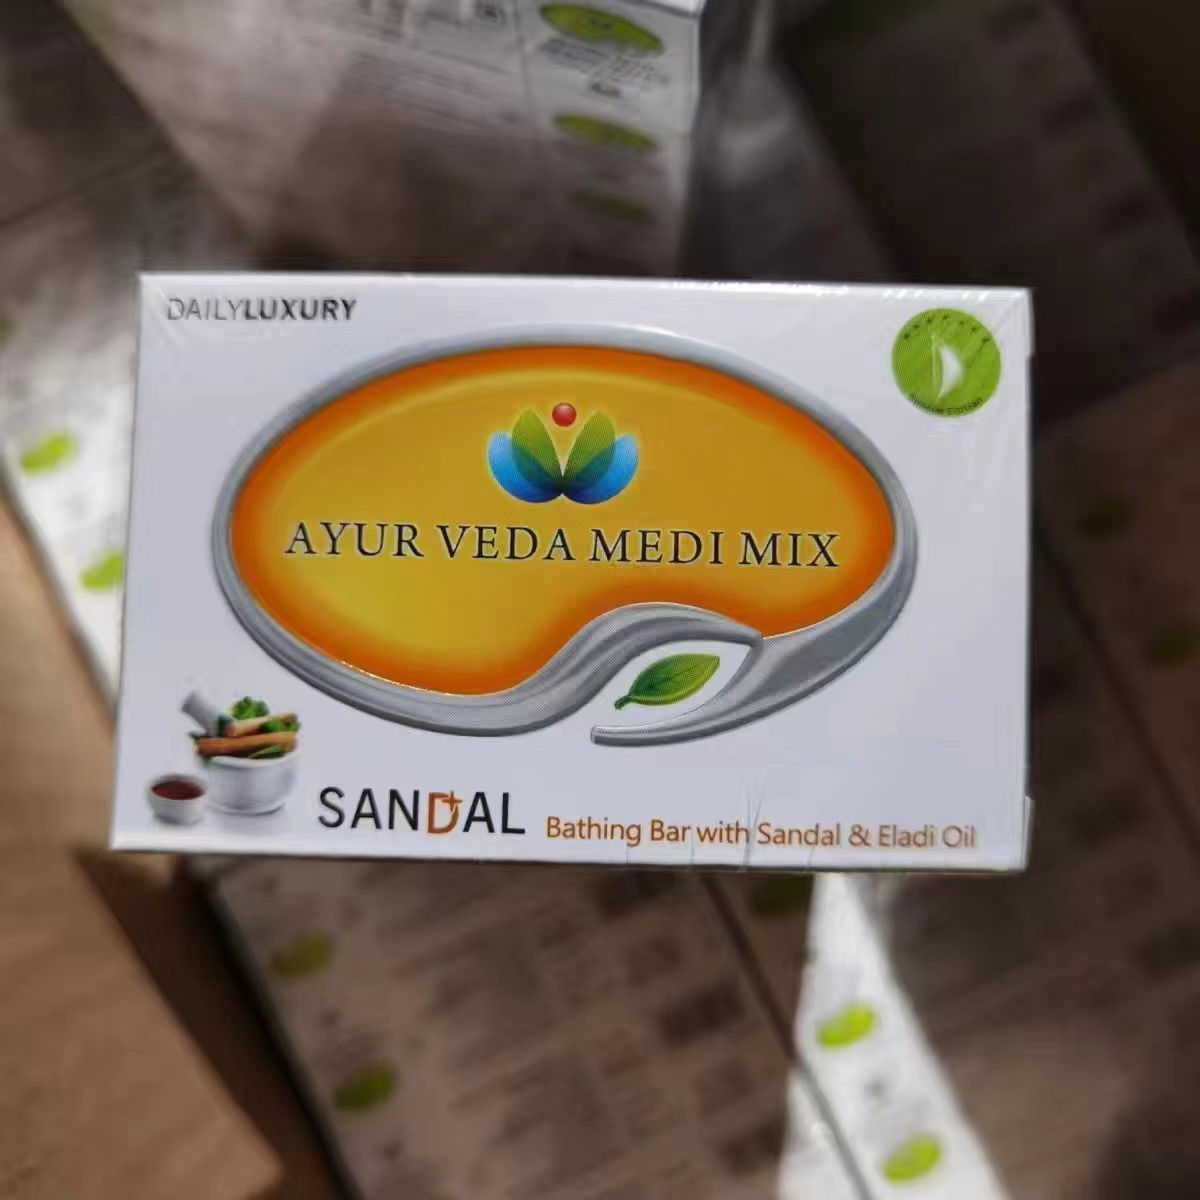 DAILYLUXURY
AYUR VEDA MEDI MIX
SANDAL
Bathing Bar with Sandal & Eladi Oil